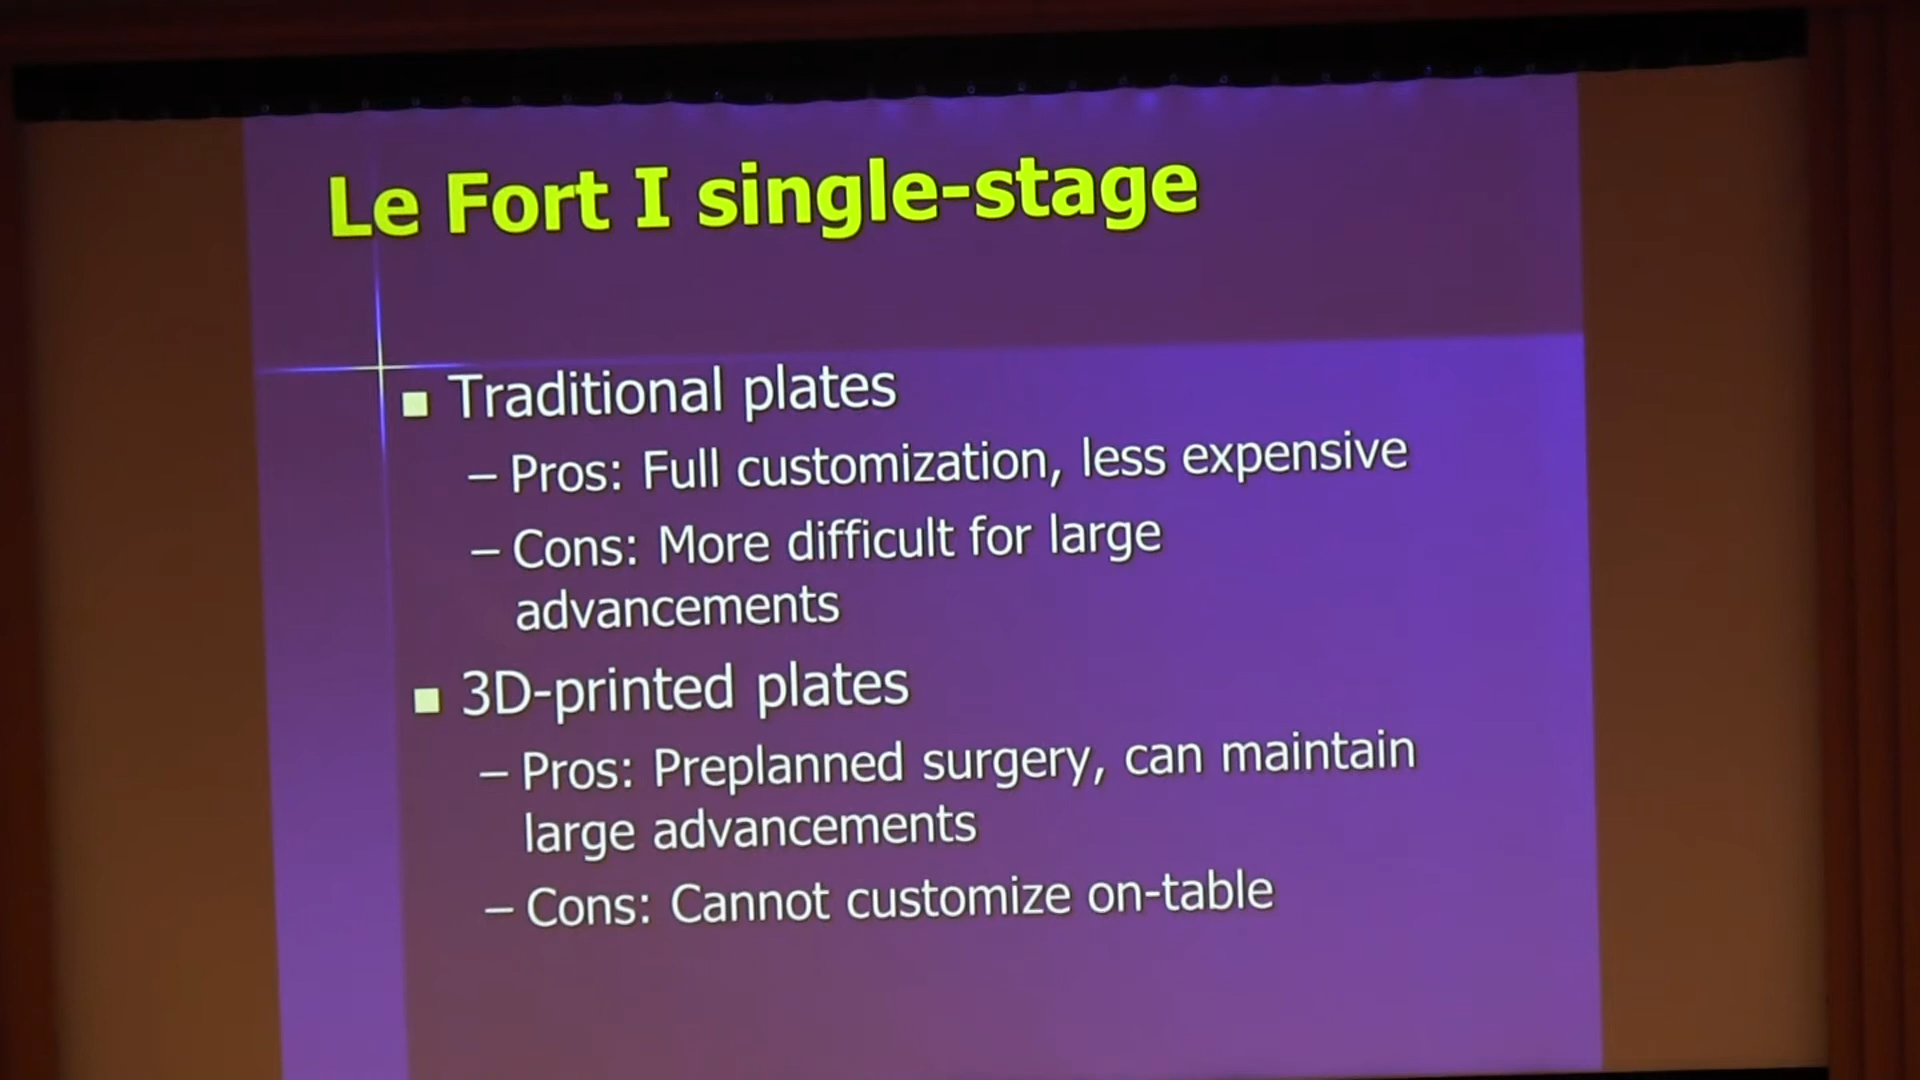 Le Fort I single-stage
■ Traditional plates
– Pros: Full customization, less expensive
– Cons: More difficult for large
advancements
■ 3D-printed plates
– Pros: Preplanned surgery, can maintain
large advancements
– Cons: Cannot customize on-table